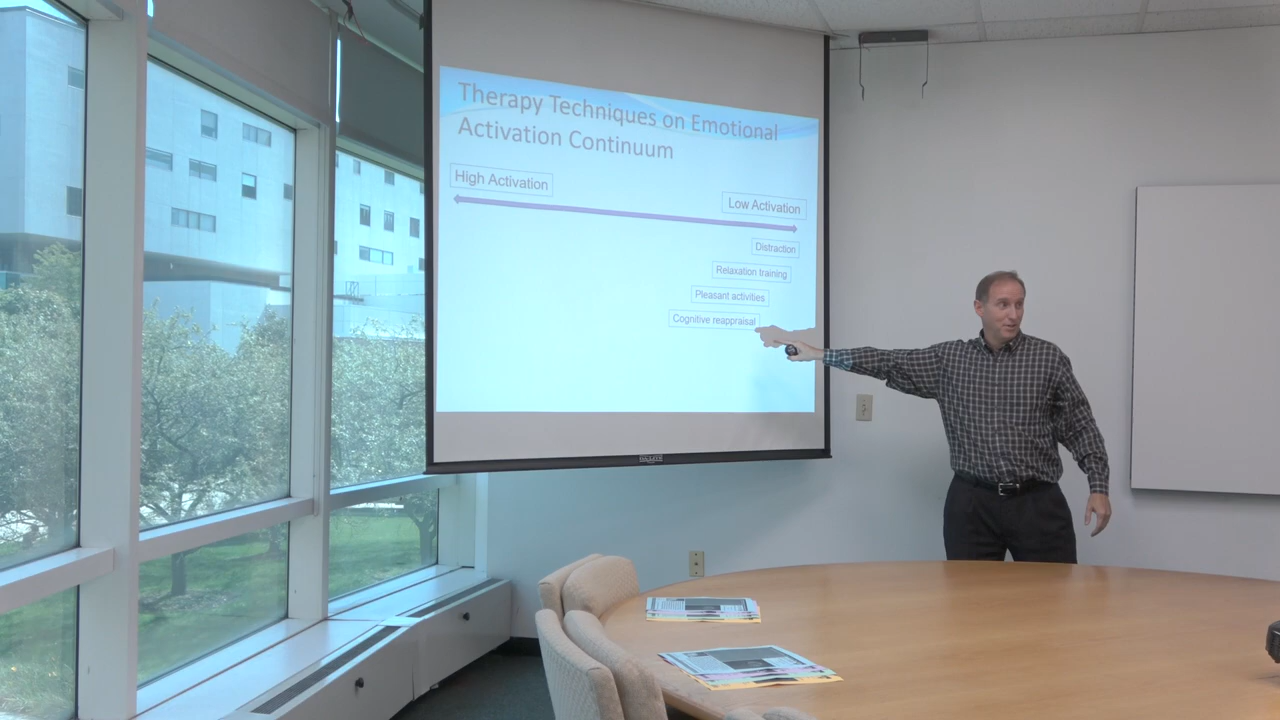 Therapy Techniques on Emotional
Activation Continuum
High Activation
Low Activation
Distraction
Relaxation training
Pleasant activities
Cognitive reappraisal